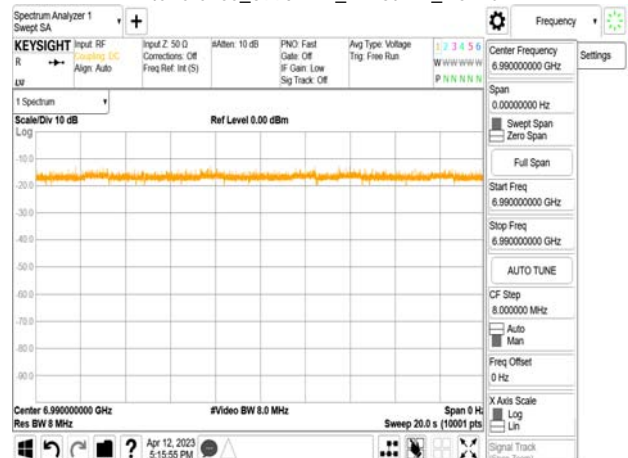 Spectrum Analyzer 1
Swept SA
Frequency
KEYSIGHT
R
Input: RF
Coupling: DC
Align: Auto
Input Z: 50 Ω
Corrections: Off
Freq Ref: Int (S)
#Atten: 10 dB
PNO: Fast
Gate: Off
IF Gain: Low
Sig Track: Off
Avg Type: Voltage
Trig: Free Run
1 2 3 4 5 6
W W W W W W
P N N N N N
1 Spectrum
Scale/Div 10 dB
Ref Level 0.00 dBm
Log
-10.0
-20.0
-30.0
-40.0
-50.0
-60.0
-70.0
-80.0
-90.0
Center 6.990000000 GHz
#Video BW 8.0 MHz
Span 0 Hz
Res BW 8 MHz
Sweep 20.0 s (10001 pts
Apr 12, 2023
5:15:55 PM
Center Frequency
6.990000000 GHz
Settings
Span
0.00000000 Hz
Swept Span
Zero Span
Full Span
Start Freq
6.990000000 GHz
Stop Freq
6.990000000 GHz
AUTO TUNE
CF Step
8.000000 MHz
Auto
Man
Freq Offset
0 Hz
X Axis Scale
Log
Lin
Signal Track